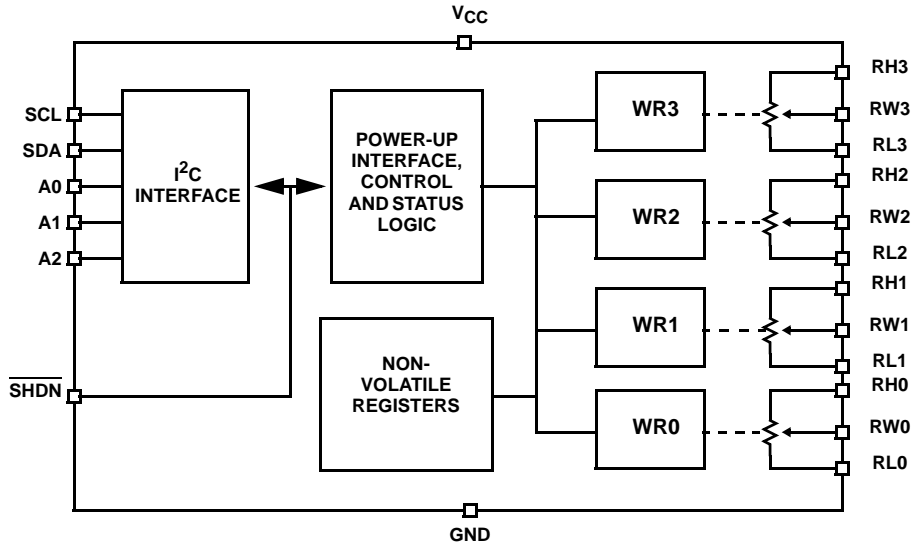 VCC
SCL
SDA
A0
A1
A2
SHDN
I2C
INTERFACE
POWER-UP
INTERFACE,
CONTROL
AND STATUS
LOGIC
NON-
VOLATILE
REGISTERS
WR3
WR2
WR1
WR0
RH3
RW3
RL3
RH2
RW2
RL2
RH1
RW1
RL1
RH0
RW0
RL0
GND